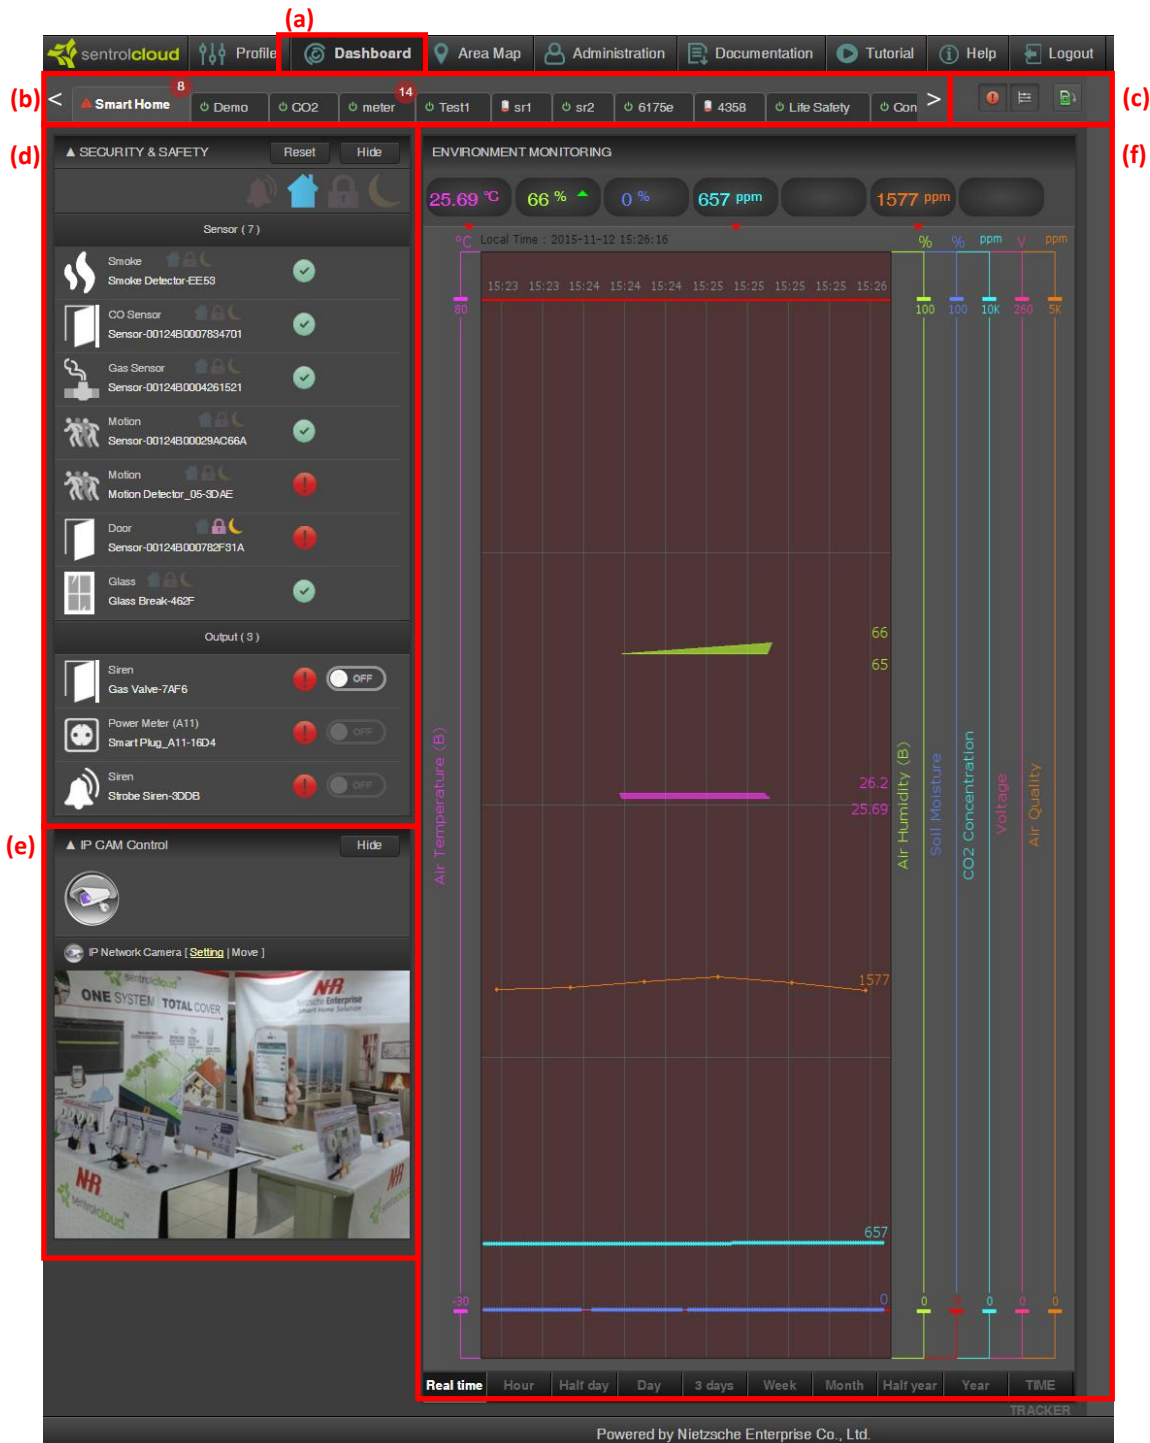 (a)
sentrolcloud Profile Dashboard Area Map Administration Documentation Tutorial Help Logout
(b) < Smart Home 8 Demo CO2 meter 14 Test1 sr1 sr2 6175e 4358 Life Safety Con > (c)
(d) ▲ SECURITY & SAFETY Reset Hide
Sensor ( 7 )
Smoke
Smoke Detector-EE53
CO Sensor
Sensor-00124B0007834701
Gas Sensor
Sensor-00124B0004261521
Motion
Sensor-00124B00029AC66A
Motion
Motion Detector_05-3DAE
Door
Sensor-00124B000782F31A
Glass
Glass Break-462F
Output ( 3 )
Siren
Gas Valve-7AF6 OFF
Power Meter (A11)
Smart Plug_A11-16D4 OFF
Siren
Strobe Siren-3DDB OFF
(e) ▲ IP CAM Control Hide
IP Network Camera [ Setting | Move ]
sentrolcloud
ONE SYSTEM TOTAL COVER
NHR
Nietzsche Enterprise
Smart Home Solution
NHR
sentrolcloud
(f)
ENVIRONMENT MONITORING
25.69 °C 66 % 0 % 657 ppm 1577 ppm
°C Local Time : 2015-11-12 15:26:16 % % ppm V ppm
15:23 15:23 15:24 15:24 15:24 15:25 15:25 15:25 15:25 15:26
80 100 100 10K 260 5K
66
65
26.2
25.69
1577
657
0
-30 0 0 0 0 0
Air Temperature (B)
Air Humidity (B)
Soil Moisture
CO2 Concentration
Voltage
Air Quality
Real time Hour Half day Day 3 days Week Month Half year Year TIME
TRACKER
Powered by Nietzsche Enterprise Co., Ltd.